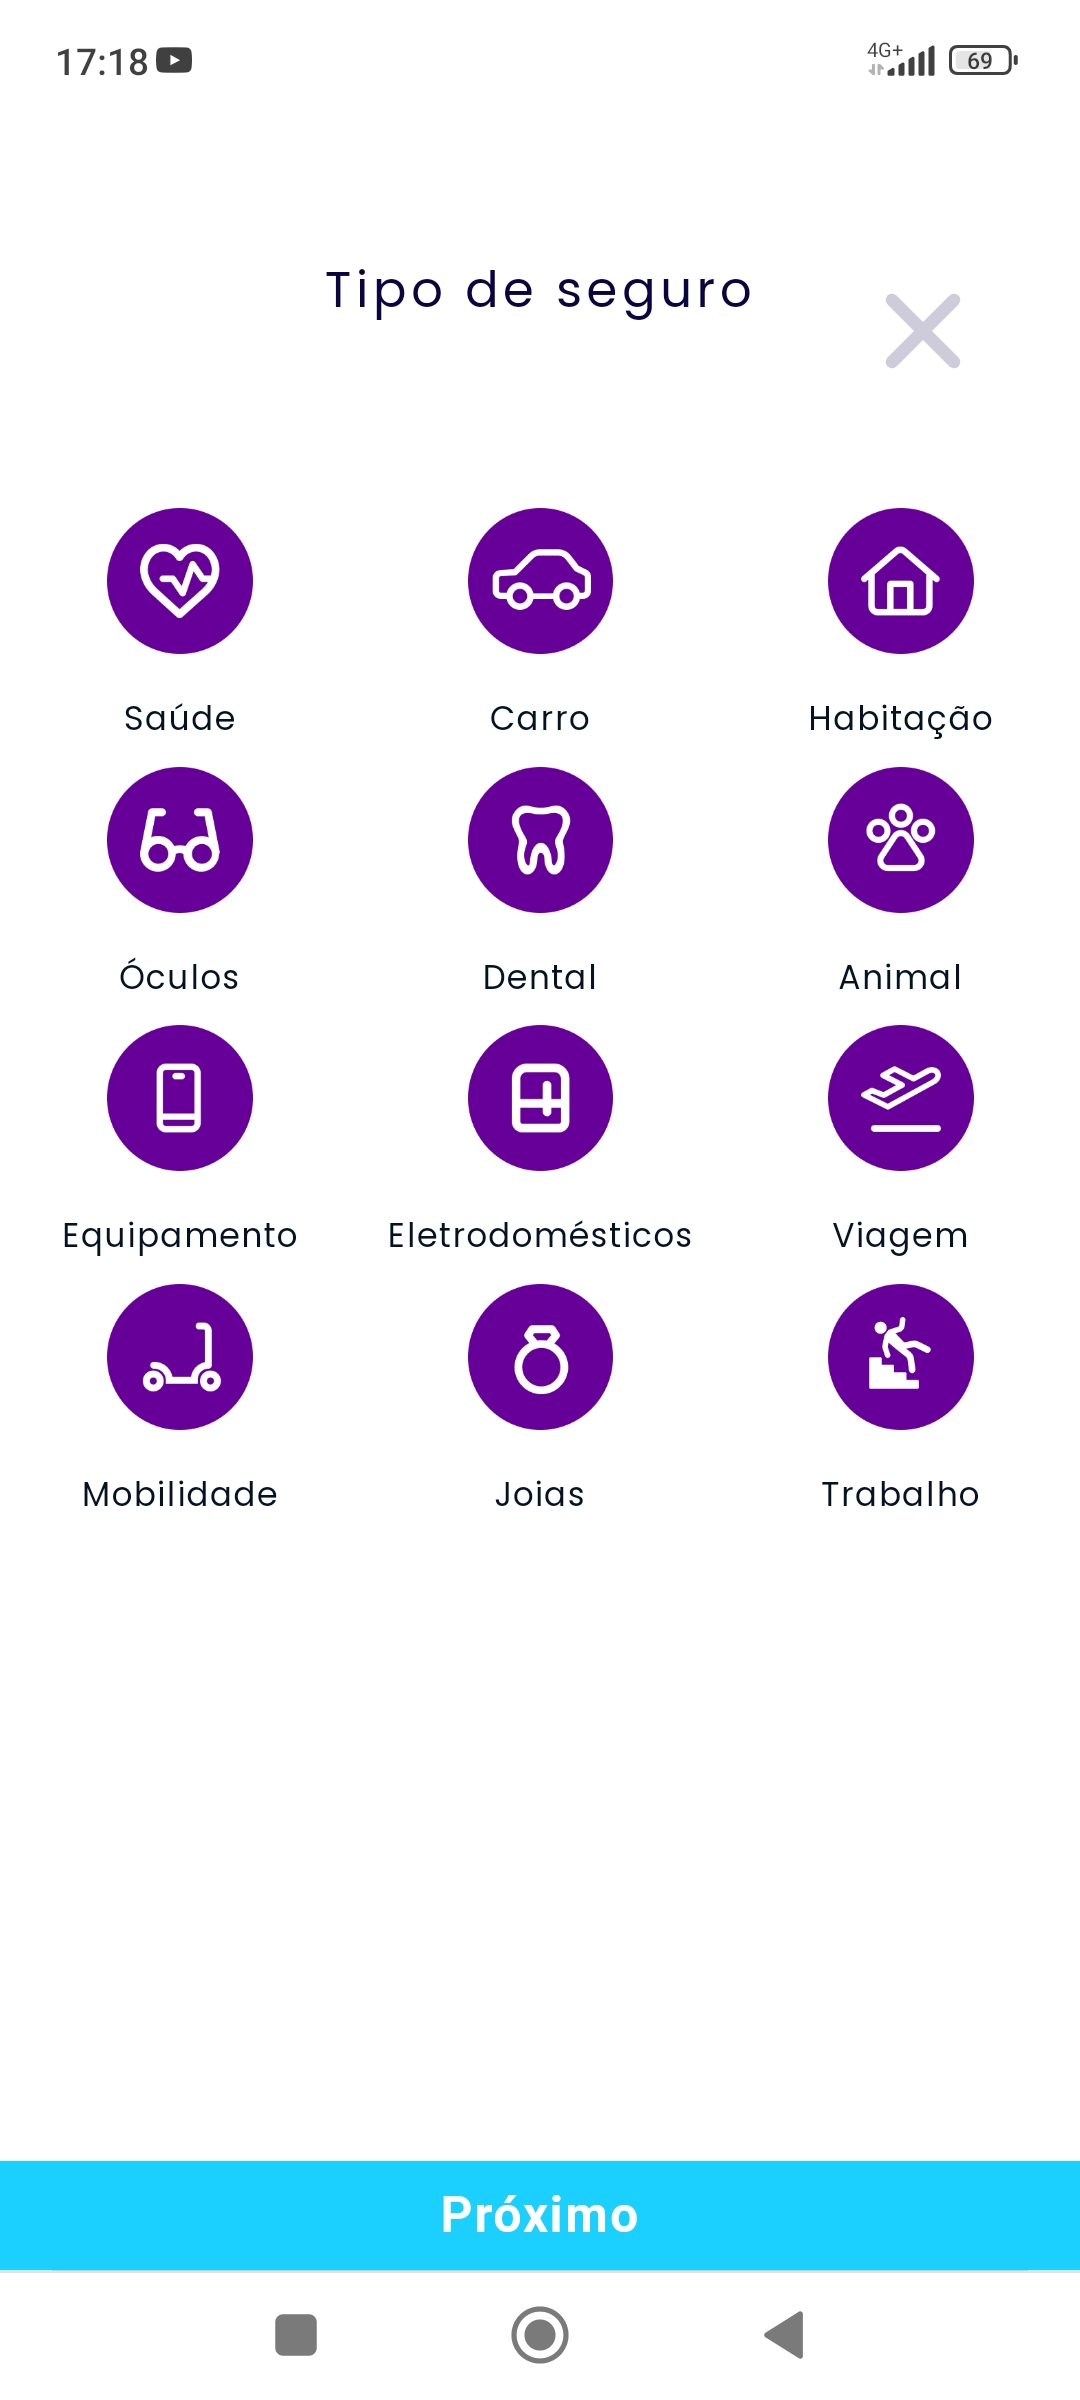 17:18
4G+
69
Tipo de seguro
Saúde Carro Habitação
Óculos Dental Animal
Equipamento Eletrodomésticos Viagem
Mobilidade Joias Trabalho
Próximo